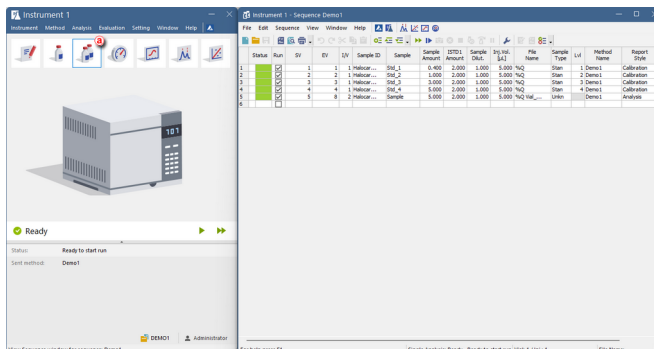 Instrument 1
Instrument Method Analysis Evaluation Setting Window Help
a
101
Ready
Status: Ready to start run
Sent method: Demo1
DEMO1 Administrator
Instrument 1 - Sequence Demo1
File Edit Sequence View Window Help
Status Run SV EV I/V Sample ID Sample Sample Amount ISTD1 Amount Sample Dilut. Inj.Vol. [µL] File Name Sample Type Lvl Method Name Report Style
1 1 1 1 Halocar... Std_1 0.400 2.000 1.000 5.000 %Q Stan 1 Demo1 Calibration
2 2 2 1 Halocar... Std_2 1.000 2.000 1.000 5.000 %Q Stan 2 Demo1 Calibration
3 3 3 1 Halocar... Std_3 3.000 2.000 1.000 5.000 %Q Stan 3 Demo1 Calibration
4 4 4 1 Halocar... Std_4 5.000 2.000 1.000 5.000 %Q Stan 4 Demo1 Calibration
5 5 8 2 Halocar... Sample 5.000 2.000 1.000 5.000 %Q Vial_... Unkn Demo1 Analysis
6